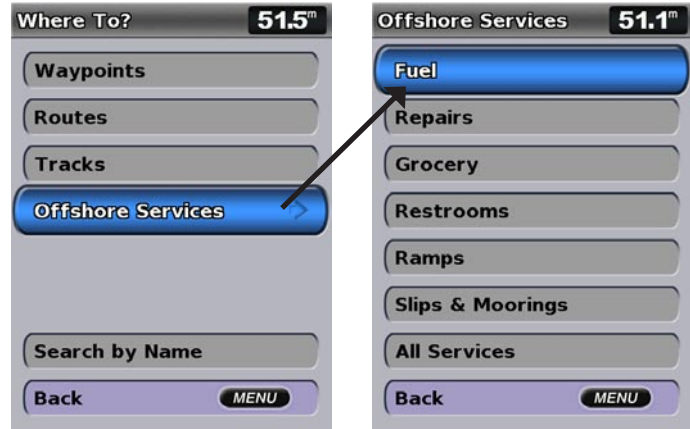 Where To? 51.5m
Waypoints
Routes
Tracks
Offshore Services
Search by Name
Back MENU
Offshore Services 51.1m
Fuel
Repairs
Grocery
Restrooms
Ramps
Slips & Moorings
All Services
Back MENU